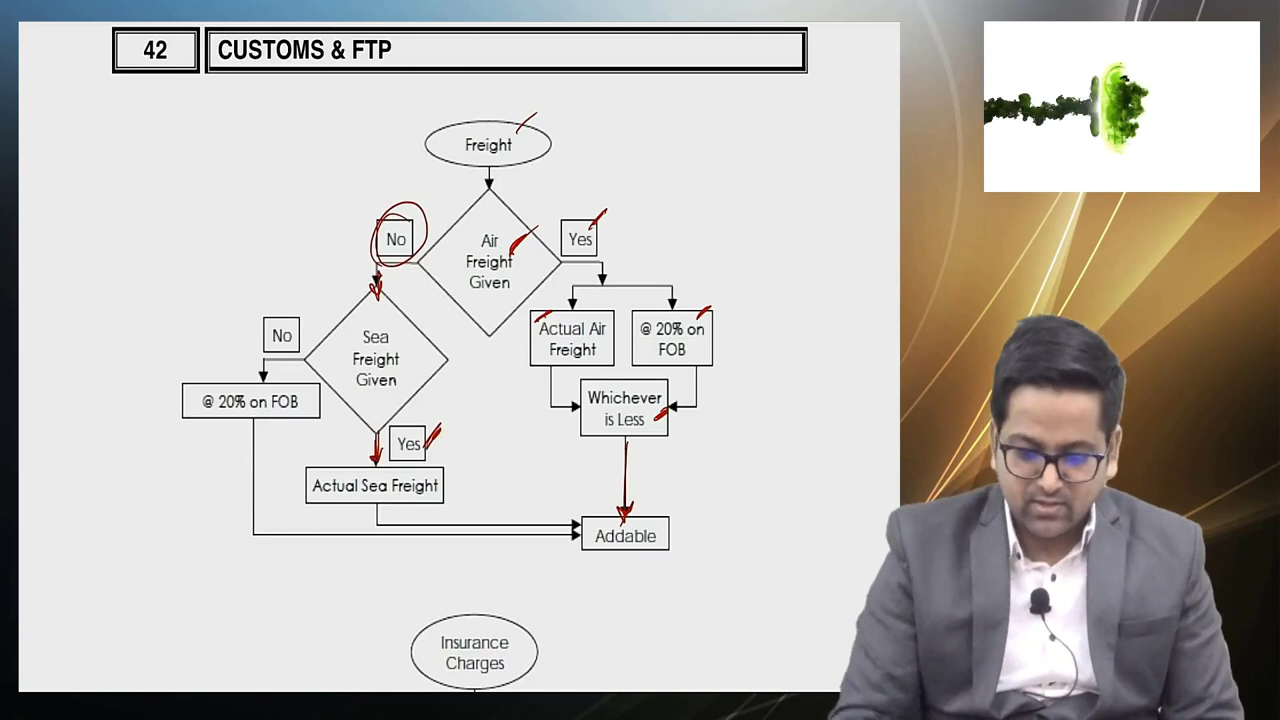 42
CUSTOMS & FTP
Freight
No
Air
Freight
Given
Yes
No
Sea
Freight
Given
Actual Air
Freight
@ 20% on
FOB
@ 20% on FOB
Whichever
is Less
Yes
Actual Sea Freight
Addable
Insurance
Charges